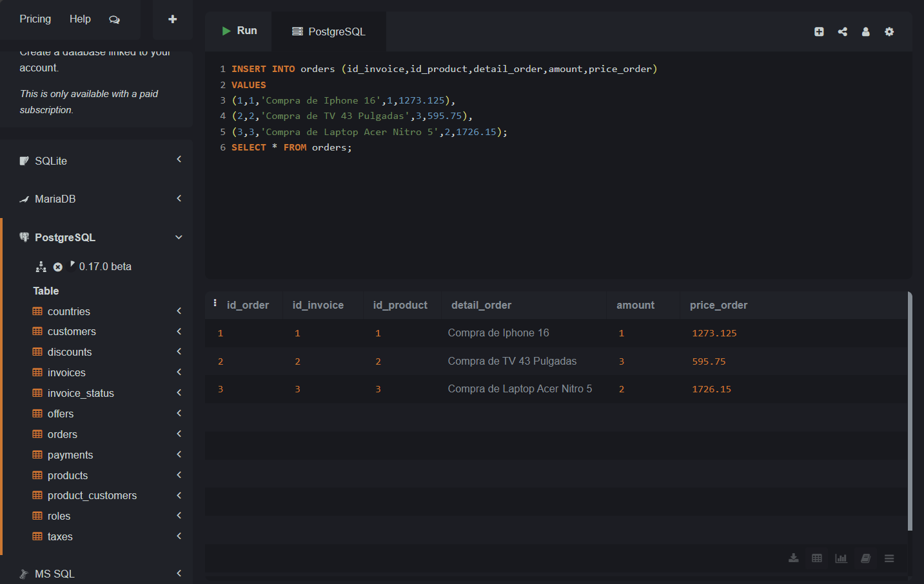 Pricing Help
Create a database linked to your
account.
This is only available with a paid
subscription.
SQLite
MariaDB
PostgreSQL
0.17.0 beta
Table
countries
customers
discounts
invoices
invoice_status
offers
orders
payments
products
product_customers
roles
taxes
MS SQL
Run
PostgreSQL
1 INSERT INTO orders (id_invoice,id_product,detail_order,amount,price_order)
2 VALUES
3 (1,1,'Compra de Iphone 16',1,1273.125),
4 (2,2,'Compra de TV 43 Pulgadas',3,595.75),
5 (3,3,'Compra de Laptop Acer Nitro 5',2,1726.15);
6 SELECT * FROM orders;
id_order id_invoice id_product detail_order amount price_order
1 1 1 Compra de Iphone 16 1 1273.125
2 2 2 Compra de TV 43 Pulgadas 3 595.75
3 3 3 Compra de Laptop Acer Nitro 5 2 1726.15